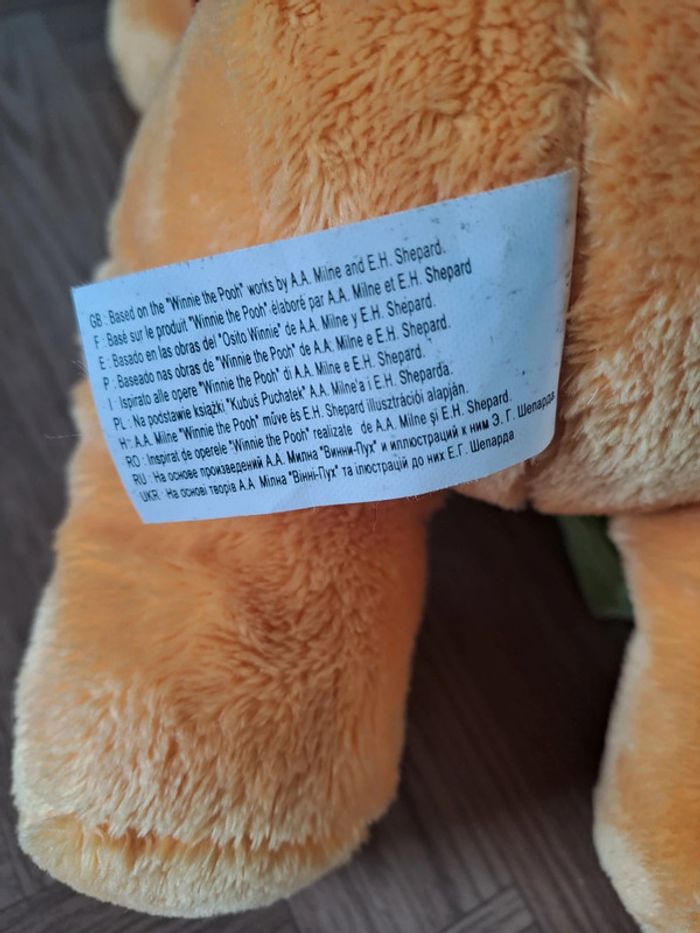 GB : Based on the "Winnie the Pooh" works by A.A. Milne and E.H. Shepard.
F : Basé sur le produit "Winnie the Pooh" élaboré par A.A. Milne et E.H. Shepard
E : Basado en las obras del "Osito Winnie" de A.A. Milne y E.H. Shepard.
P : Baseado nas obras de "Winnie the Pooh" de A.A. Milne e E.H. Shepard.
I : Ispirato alle opere "Winnie the Pooh" di A.A. Milne e E.H. Shepard.
PL : Na podstawie książki "Kubuś Puchatek" A.A. Milne'a i E.H. Sheparda.
H : A.A. Milne "Winnie the Pooh" műve és E.H. Shepard illusztrációi alapján.
RO : Inspirat de operele "Winnie the Pooh" realizate de A.A. Milne şi E.H. Shepard.
RU : На основе произведений А.А. Милна "Винни-Пух" и иллюстраций к ним Э. Г. Шепарда
UKR : На основі творів А.А. Мілна "Вінні-Пух" та ілюстрацій до них Е.Г. Шепарда